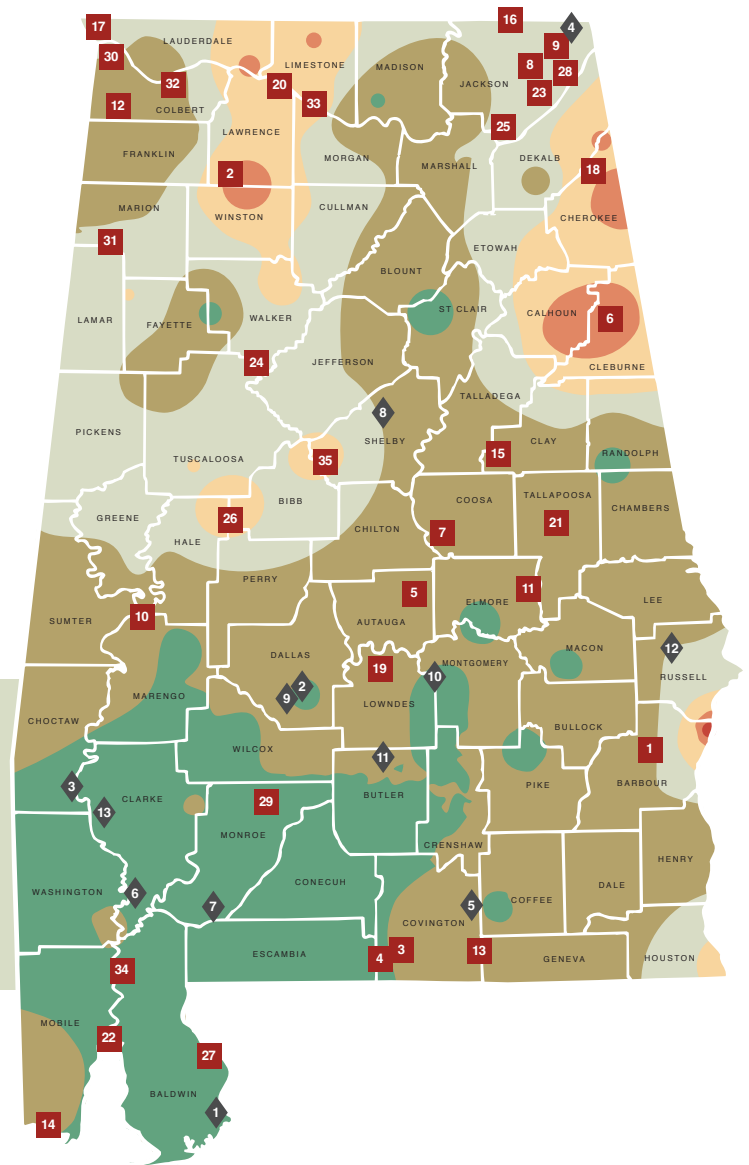 16
17
4
LAUDERDALE
9
30
LIMESTONE
8
MADISON
28
32
20
JACKSON
23
33
12
COLBERT
25
LAWRENCE
FRANKLIN
MORGAN
DEKALB
MARSHALL
18
2
MARION
CULLMAN
WINSTON
CHEROKEE
31
ETOWAH
BLOUNT
ST CLAIR
CALHOUN
LAMAR
WALKER
6
FAYETTE
24
JEFFERSON
CLEBURNE
TALLADEGA
8
PICKENS
SHELBY
CLAY
15
RANDOLPH
TUSCALOOSA
35
TALLAPOOSA
BIBB
COOSA
CHAMBERS
GREENE
26
21
CHILTON
7
HALE
PERRY
11
5
LEE
ELMORE
10
SUMTER
AUTAUGA
MACON
12
DALLAS
19
MONTGOMERY
10
RUSSELL
2
9
MARENGO
LOWNDES
CHOCTAW
BULLOCK
WILCOX
1
11
3
PIKE
BARBOUR
BUTLER
CLARKE
29
13
MONROE
CRENSHAW
HENRY
CONECUH
DALE
WASHINGTON
6
COFFEE
7
5
COVINGTON
3
13
ESCAMBIA
4
GENEVA
HOUSTON
34
MOBILE
22
27
BALDWIN
1
14